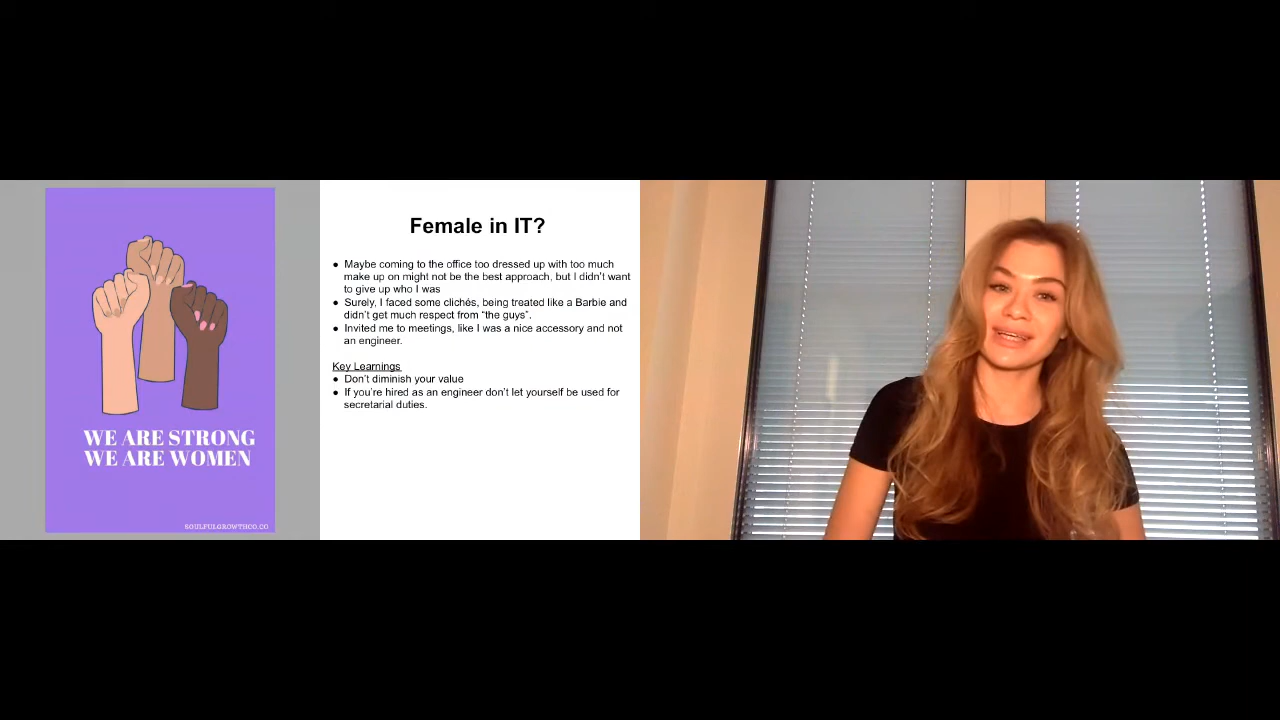 WE ARE STRONG
WE ARE WOMEN
SOULFULGROWTHCO.CO
Female in IT?
● Maybe coming to the office too dressed up with too much
make up on might not be the best approach, but I didn't want
to give up who I was
● Surely, I faced some clichés, being treated like a Barbie and
didn't get much respect from “the guys”.
● Invited me to meetings, like I was a nice accessory and not
an engineer.
Key Learnings
● Don't diminish your value
● If you're hired as an engineer don't let yourself be used for
secretarial duties.